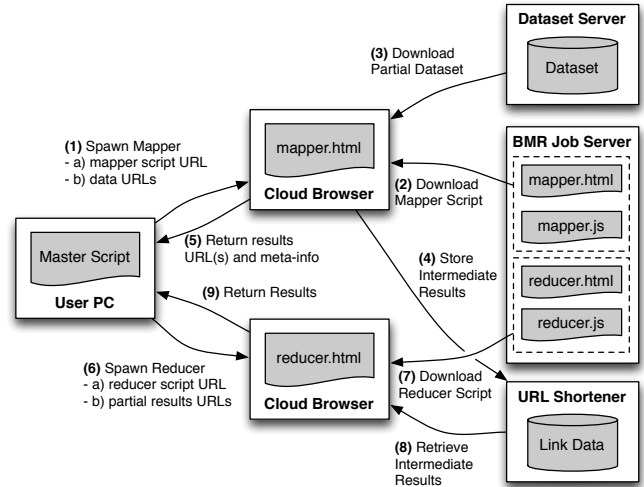 Dataset Server
Dataset
(3) Download
Partial Dataset
(1) Spawn Mapper
- a) mapper script URL
- b) data URLs
mapper.html
Cloud Browser
BMR Job Server
mapper.html
mapper.js
reducer.html
reducer.js
(2) Download
Mapper Script
Master Script
User PC
(5) Return results
URL(s) and meta-info
(4) Store
Intermediate
Results
(9) Return Results
(6) Spawn Reducer
- a) reducer script URL
- b) partial results URLs
reducer.html
Cloud Browser
(7) Download
Reducer Script
URL Shortener
Link Data
(8) Retrieve
Intermediate
Results